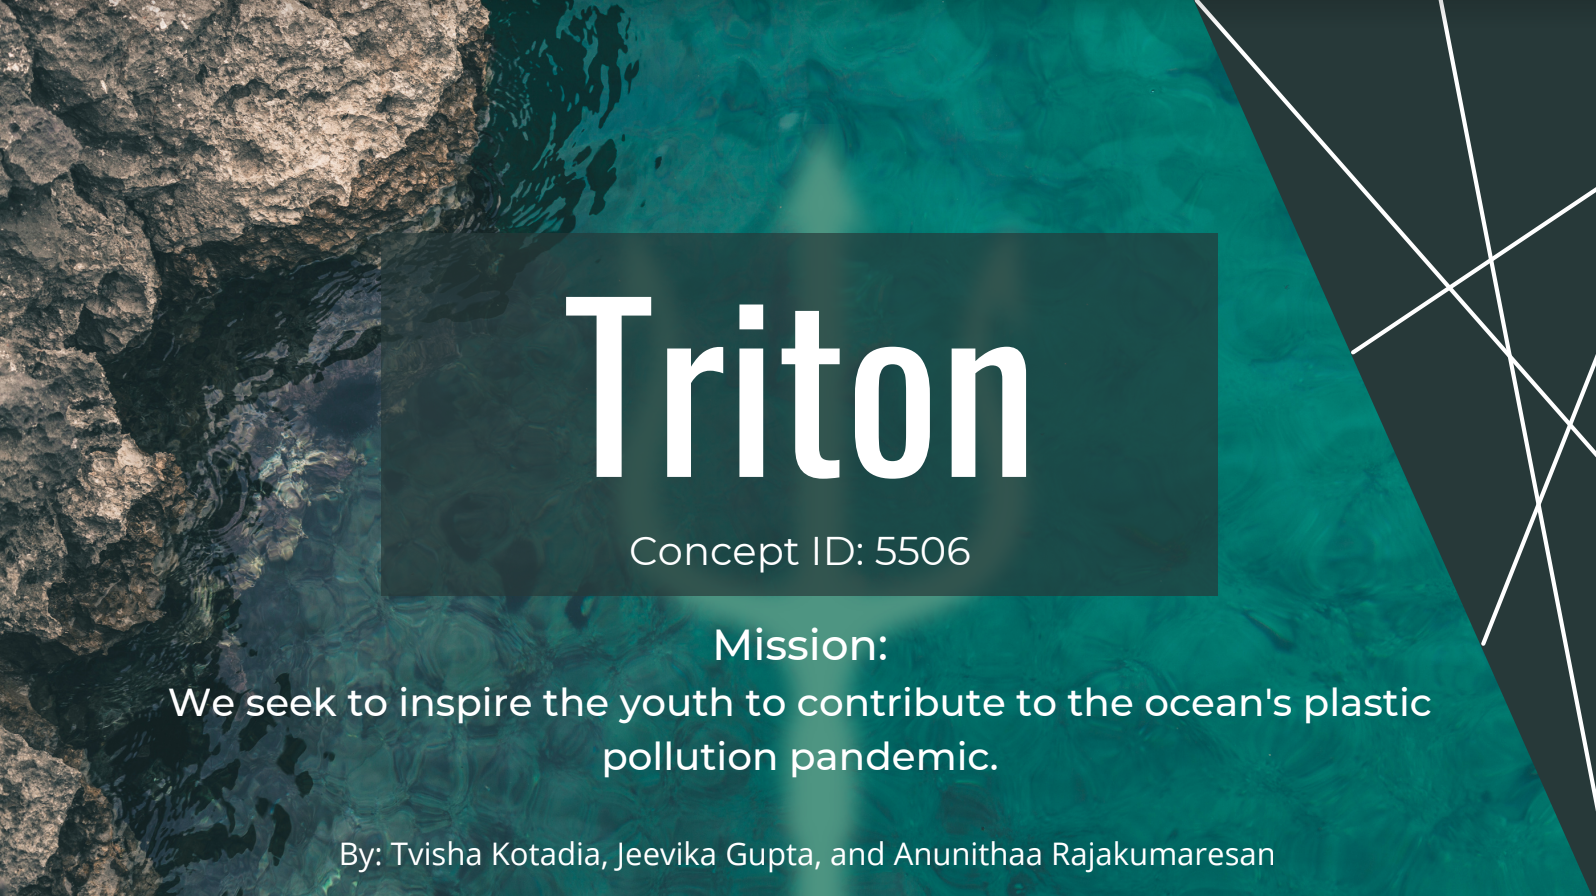 Triton
Concept ID: 5506
Mission:
We seek to inspire the youth to contribute to the ocean's plastic
pollution pandemic.
By: Tvisha Kotadia, Jeevika Gupta, and Anunithaa Rajakumaresan